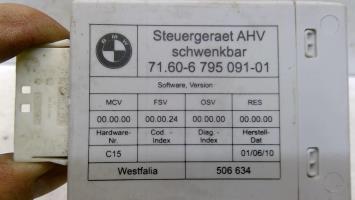 BMW
Steuergeraet AHV
schwenkbar
71.60-6 795 091-01
Software, Version
MCV FSV OSV RES
00.00.00 00.00.24 00.00.00 00.00.00
Hardware- Cod. - Diag.- Herstell-
Nr. Index Index Dat
C15 01/06/10
Westfalia 506 634